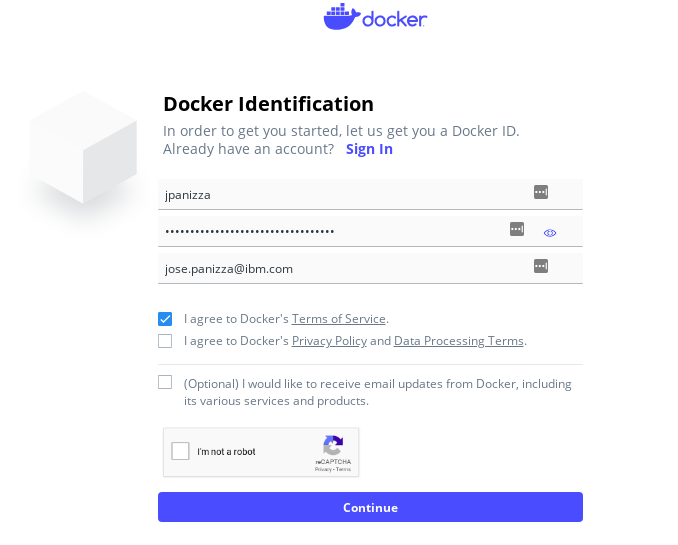 docker
Docker Identification
In order to get you started, let us get you a Docker ID.
Already have an account? Sign In
jpanizza
••••••••••••••••••••••••••••••••••
jose.panizza@ibm.com
I agree to Docker's Terms of Service.
I agree to Docker's Privacy Policy and Data Processing Terms.
(Optional) I would like to receive email updates from Docker, including
its various services and products.
I'm not a robot
reCAPTCHA
Privacy - Terms
Continue